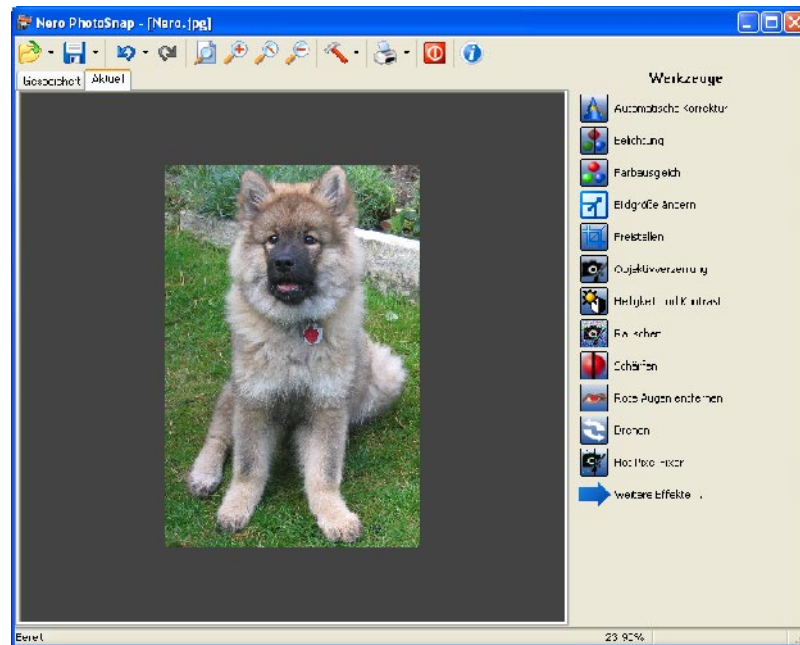 Nero PhotoSnap - [Nero.jpg]
Gespeichert Aktuell
Werkzeuge
Automatische Korrektur
Belichtung
Farbausgleich
Bildgröße ändern
Freistellen
Objektivverzerrung
Helligkeit und Kontrast
Rauschen
Schärfen
Rote Augen entfernen
Drehen
Hot Pixel Fixer
Weitere Effekte ...
Bereit
23.90%